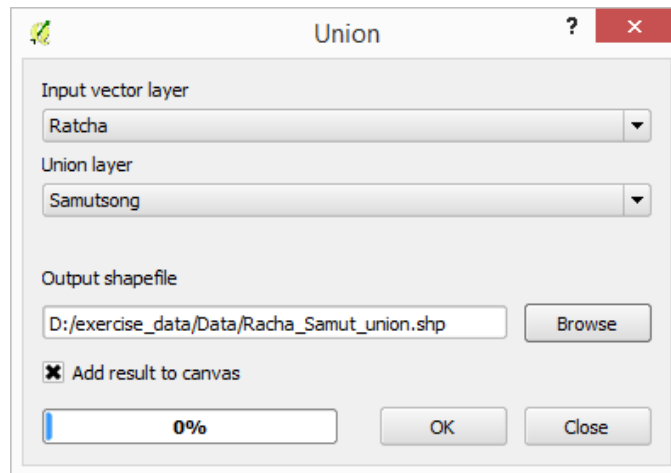 Union
?
Input vector layer
Ratcha
Union layer
Samutsong
Output shapefile
D:/exercise_data/Data/Racha_Samut_union.shp
Browse
Add result to canvas
0%
OK
Close